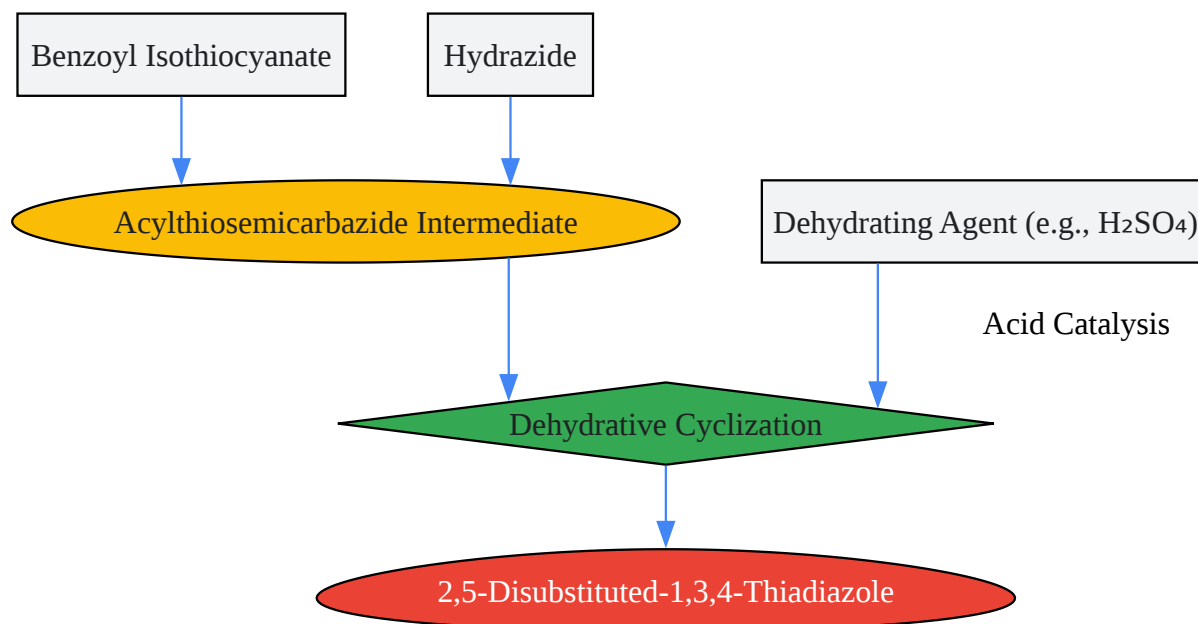 Benzoyl Isothiocyanate
Hydrazide
Acylthiosemicarbazide Intermediate
Dehydrating Agent (e.g., H₂SO₄)
Acid Catalysis
Dehydrative Cyclization
2,5-Disubstituted-1,3,4-Thiadiazole